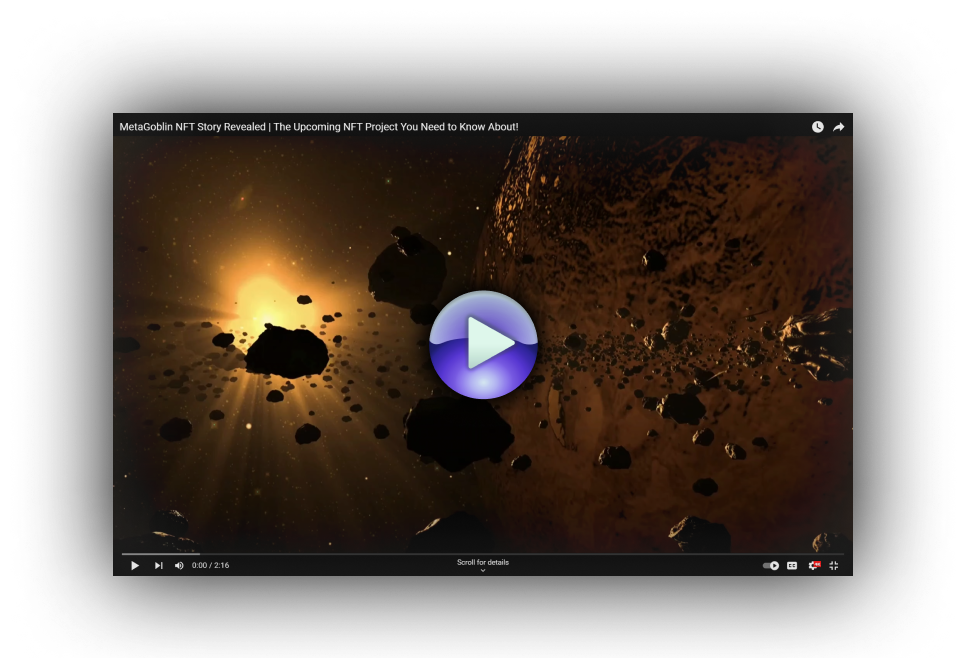 MetaGoblin NFT Story Revealed | The Upcoming NFT Project You Need to Know About!
0:00 / 2:16
Scroll for details
CC